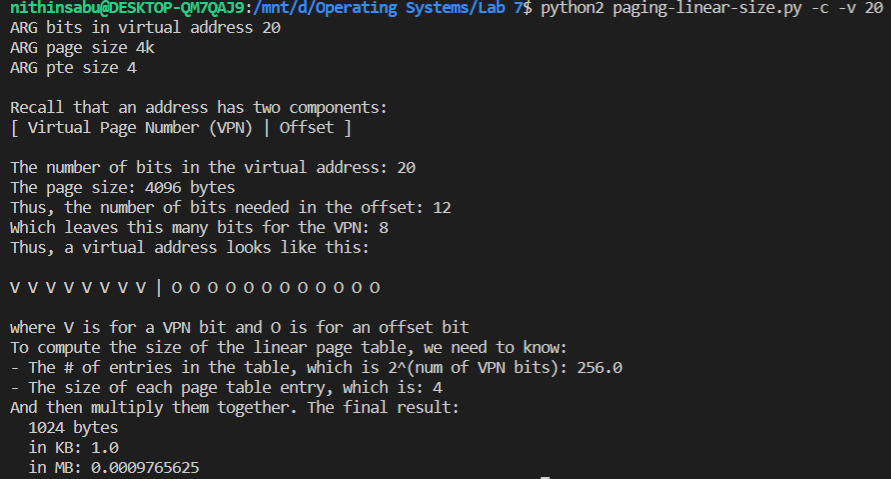 nithinsabu@DESKTOP-QM7QAJ9:/mnt/d/Operating Systems/Lab 7$ python2 paging-linear-size.py -c -v 20
ARG bits in virtual address 20
ARG page size 4k
ARG pte size 4
Recall that an address has two components:
[ Virtual Page Number (VPN) | Offset ]
The number of bits in the virtual address: 20
The page size: 4096 bytes
Thus, the number of bits needed in the offset: 12
Which leaves this many bits for the VPN: 8
Thus, a virtual address looks like this:
V V V V V V V V | O O O O O O O O O O O O
where V is for a VPN bit and O is for an offset bit
To compute the size of the linear page table, we need to know:
- The # of entries in the table, which is 2^(num of VPN bits): 256.0
- The size of each page table entry, which is: 4
And then multiply them together. The final result:
1024 bytes
in KB: 1.0
in MB: 0.0009765625